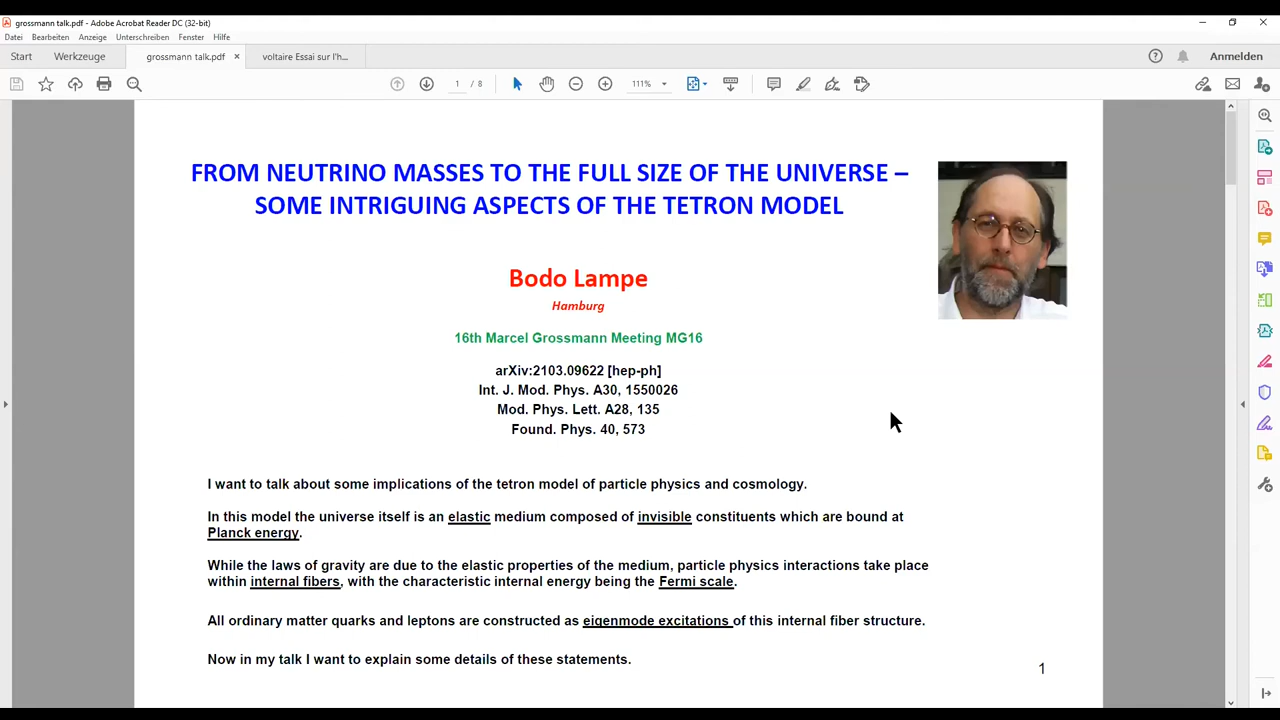 grossmann talk.pdf - Adobe Acrobat Reader DC (32-bit)
Datei Bearbeiten Anzeige Unterschreiben Fenster Hilfe
Start Werkzeuge grossmann talk.pdf × voltaire Essai sur l'h... Anmelden
1 / 8 111%
FROM NEUTRINO MASSES TO THE FULL SIZE OF THE UNIVERSE –
SOME INTRIGUING ASPECTS OF THE TETRON MODEL
Bodo Lampe
Hamburg
16th Marcel Grossmann Meeting MG16
arXiv:2103.09622 [hep-ph]
Int. J. Mod. Phys. A30, 1550026
Mod. Phys. Lett. A28, 135
Found. Phys. 40, 573
I want to talk about some implications of the tetron model of particle physics and cosmology.
In this model the universe itself is an elastic medium composed of invisible constituents which are bound at
Planck energy.
While the laws of gravity are due to the elastic properties of the medium, particle physics interactions take place
within internal fibers, with the characteristic internal energy being the Fermi scale.
All ordinary matter quarks and leptons are constructed as eigenmode excitations of this internal fiber structure.
Now in my talk I want to explain some details of these statements.
1